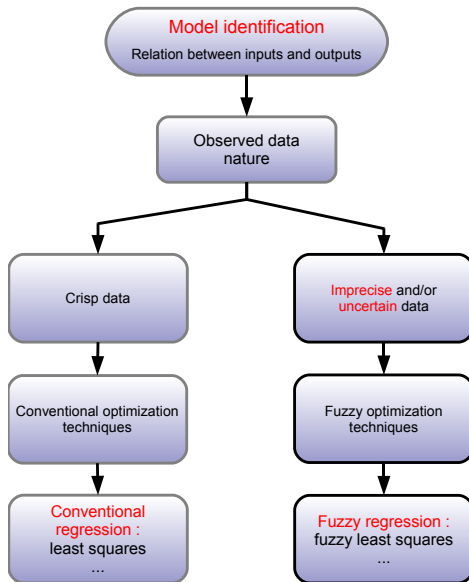 Model identification
Relation between inputs and outputs
Observed data
nature
Crisp data
Imprecise and/or
uncertain data
Conventional optimization
techniques
Fuzzy optimization
techniques
Conventional
regression :
least squares
...
Fuzzy regression :
fuzzy least squares
...